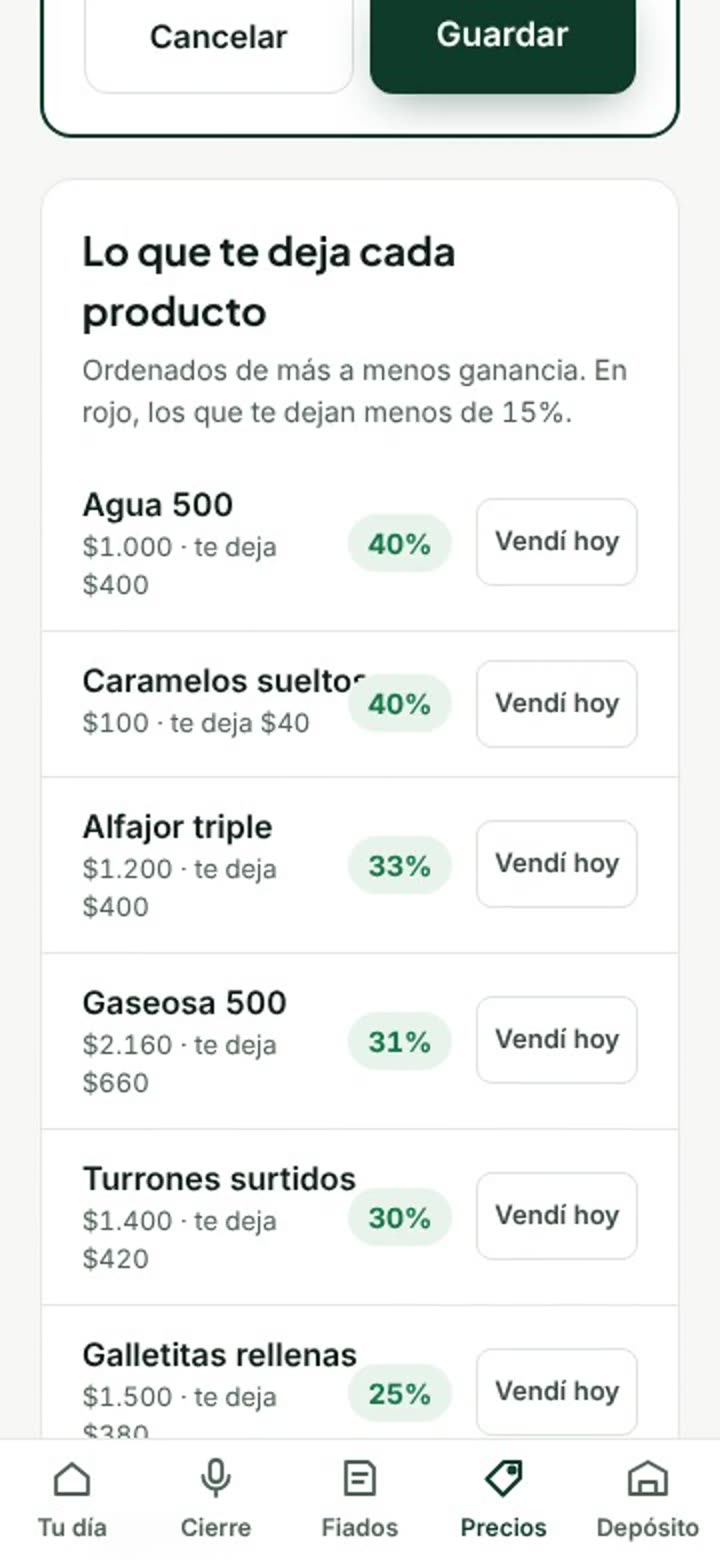 Cancelar
Guardar
Lo que te deja cada
producto
Ordenados de más a menos ganancia. En
rojo, los que te dejan menos de 15%.
Agua 500
$1.000 · te deja
$400
40%
Vendí hoy
Caramelos sueltos
$100 · te deja $40
40%
Vendí hoy
Alfajor triple
$1.200 · te deja
$400
33%
Vendí hoy
Gaseosa 500
$2.160 · te deja
$660
31%
Vendí hoy
Turrones surtidos
$1.400 · te deja
$420
30%
Vendí hoy
Galletitas rellenas
$1.500 · te deja
$380
25%
Vendí hoy
Tu día
Cierre
Fiados
Precios
Depósito